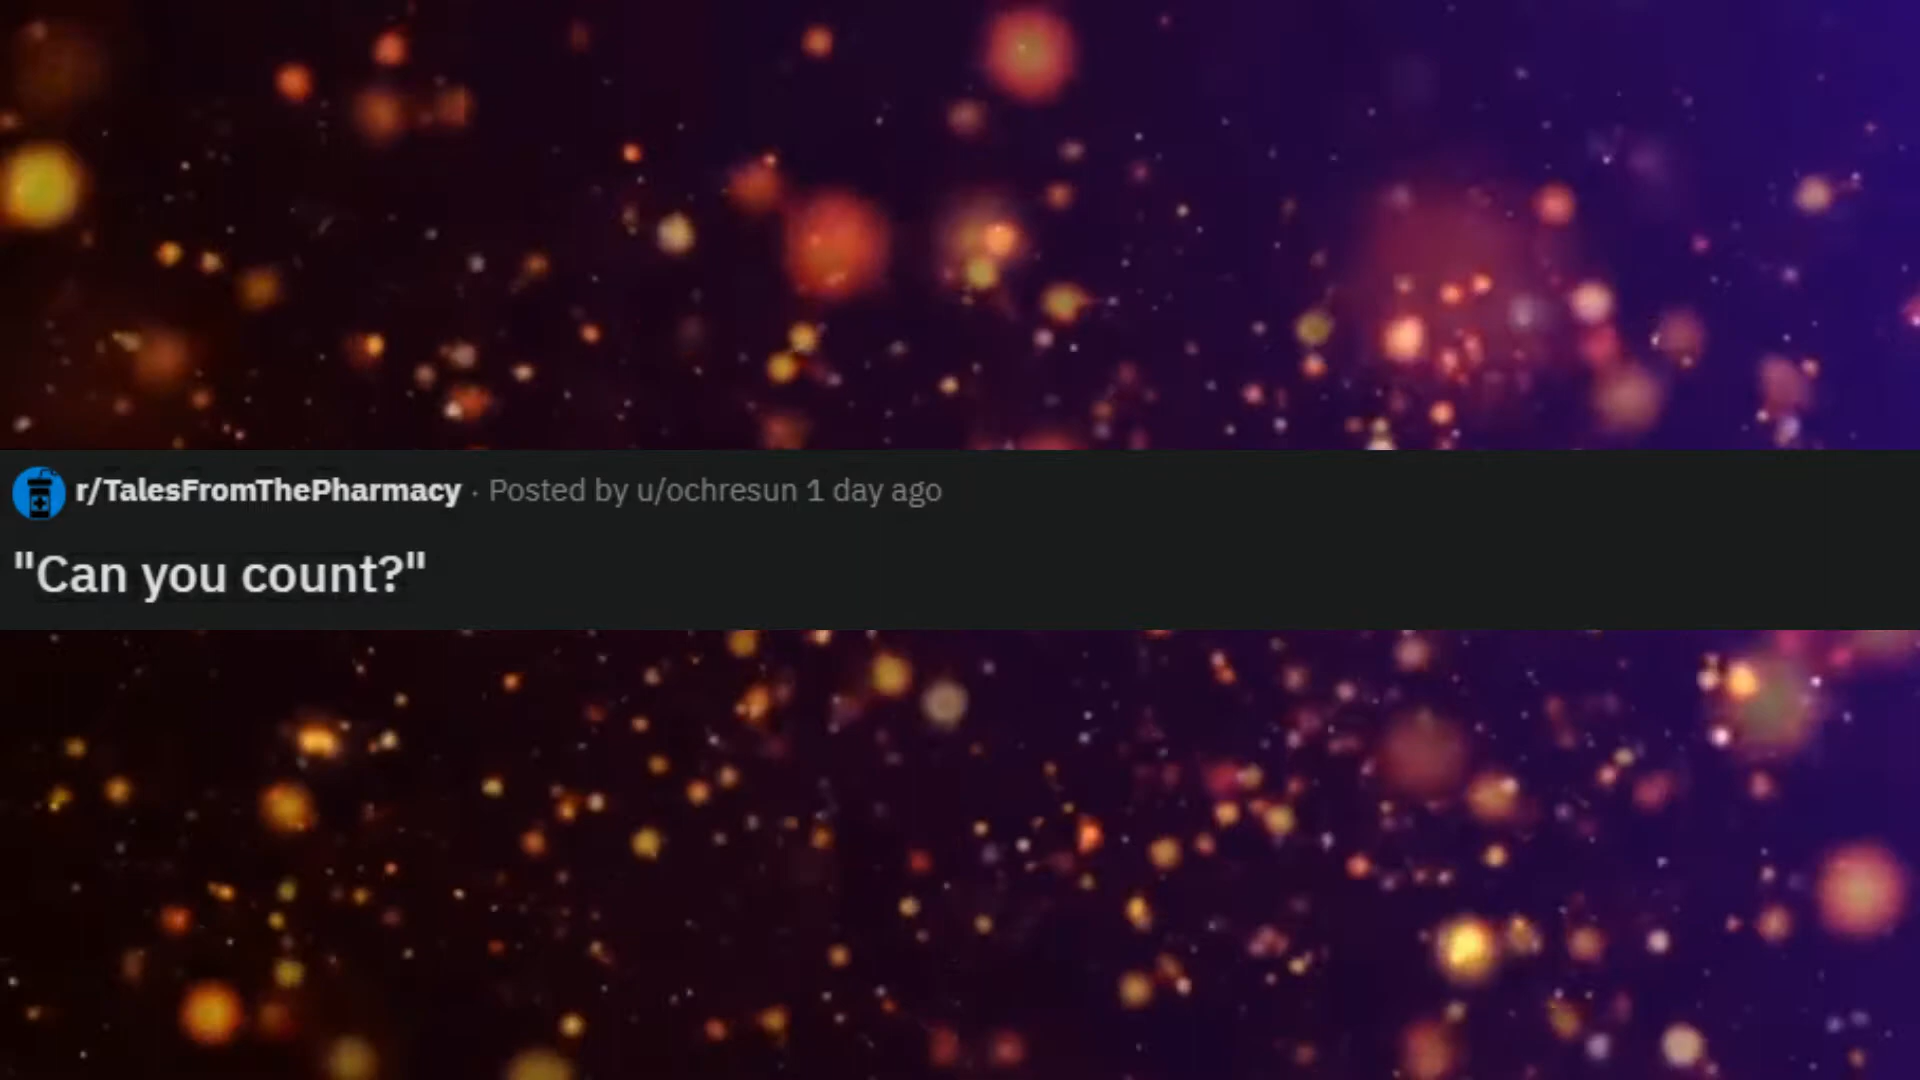 r/TalesFromThePharmacy · Posted by u/ochresun 1 day ago
"Can you count?"